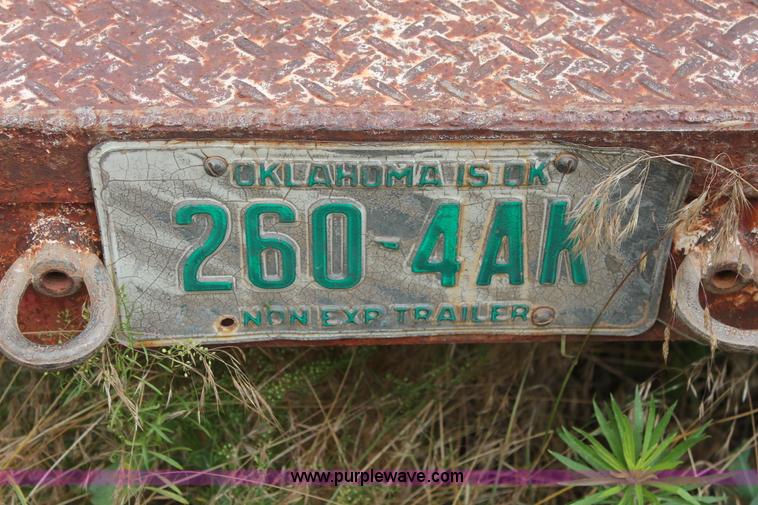 OKLAHOMA IS OK
260-4AK
NON EXP TRAILER
www.purplewave.com